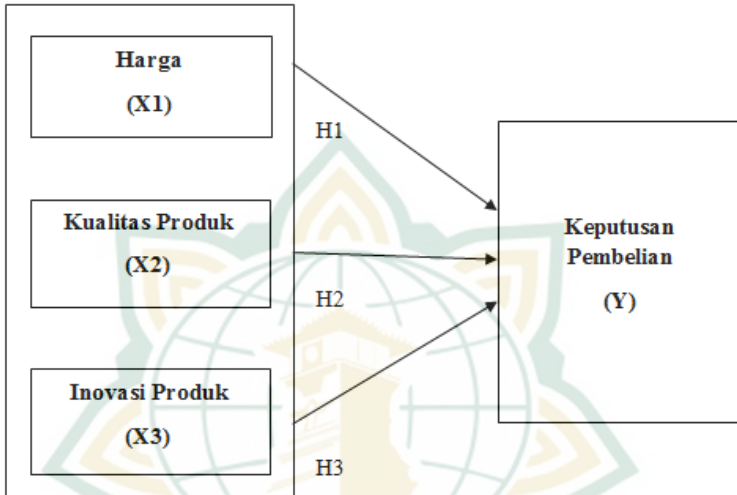 Harga
(X1)
H1
Kualitas Produk
(X2)
H2
Keputusan
Pembelian
(Y)
Inovasi Produk
(X3)
H3